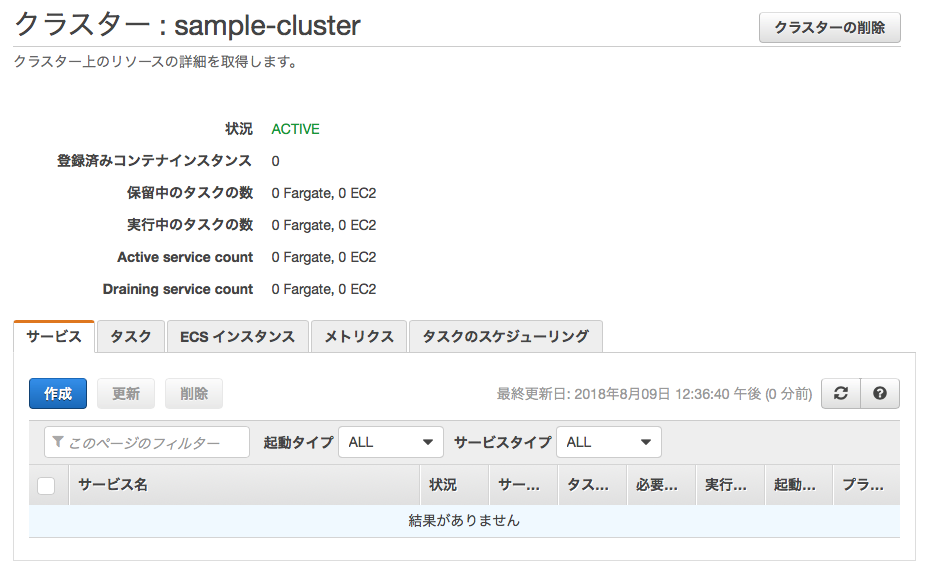 クラスター : sample-cluster
クラスターの削除
クラスター上のリソースの詳細を取得します。
状況 ACTIVE
登録済みコンテナインスタンス 0
保留中のタスクの数 0 Fargate, 0 EC2
実行中のタスクの数 0 Fargate, 0 EC2
Active service count 0 Fargate, 0 EC2
Draining service count 0 Fargate, 0 EC2
サービス タスク ECS インスタンス メトリクス タスクのスケジューリング
作成 更新 削除 最終更新日: 2018年8月09日 12:36:40 午後 (0 分前)
このページのフィルター 起動タイプ ALL サービスタイプ ALL
サービス名 状況 サー... タス... 必要... 実行... 起動... プラ...
結果がありません